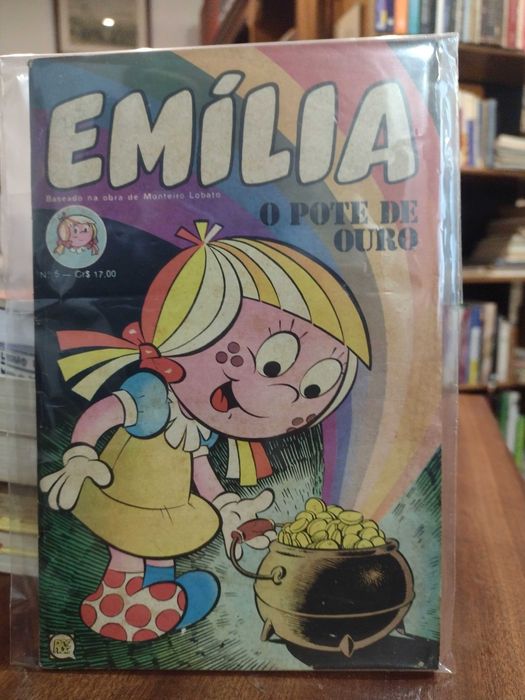 EMÍLIA
Baseado na obra de Monteiro Lobato
O POTE DE
OURO
Nº 5 — Cr$ 17,00